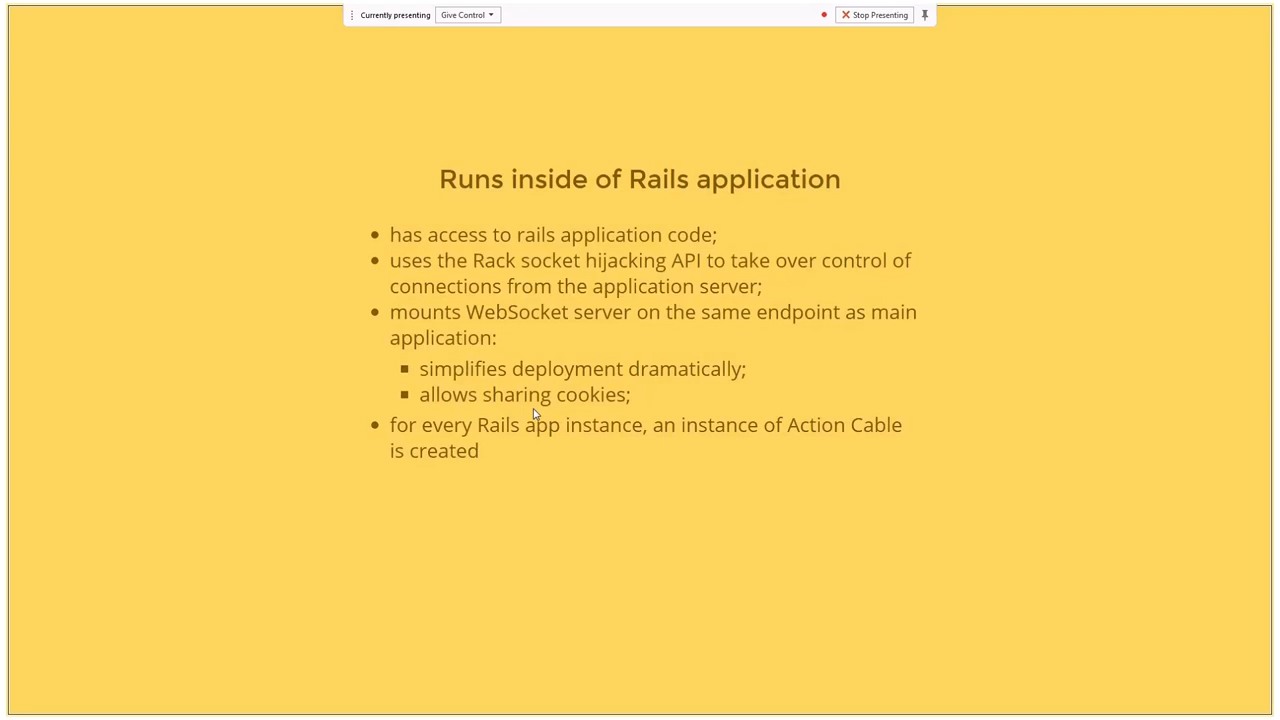 Currently presenting Give Control Stop Presenting
Runs inside of Rails application
has access to rails application code;
uses the Rack socket hijacking API to take over control of
connections from the application server;
mounts WebSocket server on the same endpoint as main
application:
simplifies deployment dramatically;
allows sharing cookies;
for every Rails app instance, an instance of Action Cable
is created